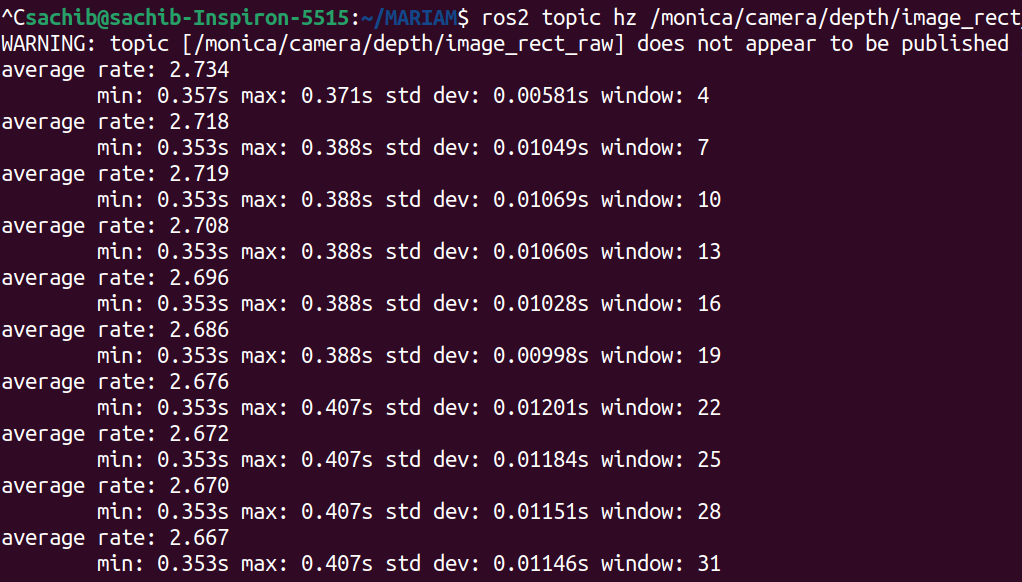 ^Csachib@sachib-Inspiron-5515:~/MARIAM$ ros2 topic hz /monica/camera/depth/image_rect_
WARNING: topic [/monica/camera/depth/image_rect_raw] does not appear to be published
average rate: 2.734
        min: 0.357s max: 0.371s std dev: 0.00581s window: 4
average rate: 2.718
        min: 0.353s max: 0.388s std dev: 0.01049s window: 7
average rate: 2.719
        min: 0.353s max: 0.388s std dev: 0.01069s window: 10
average rate: 2.708
        min: 0.353s max: 0.388s std dev: 0.01060s window: 13
average rate: 2.696
        min: 0.353s max: 0.388s std dev: 0.01028s window: 16
average rate: 2.686
        min: 0.353s max: 0.388s std dev: 0.00998s window: 19
average rate: 2.676
        min: 0.353s max: 0.407s std dev: 0.01201s window: 22
average rate: 2.672
        min: 0.353s max: 0.407s std dev: 0.01184s window: 25
average rate: 2.670
        min: 0.353s max: 0.407s std dev: 0.01151s window: 28
average rate: 2.667
        min: 0.353s max: 0.407s std dev: 0.01146s window: 31